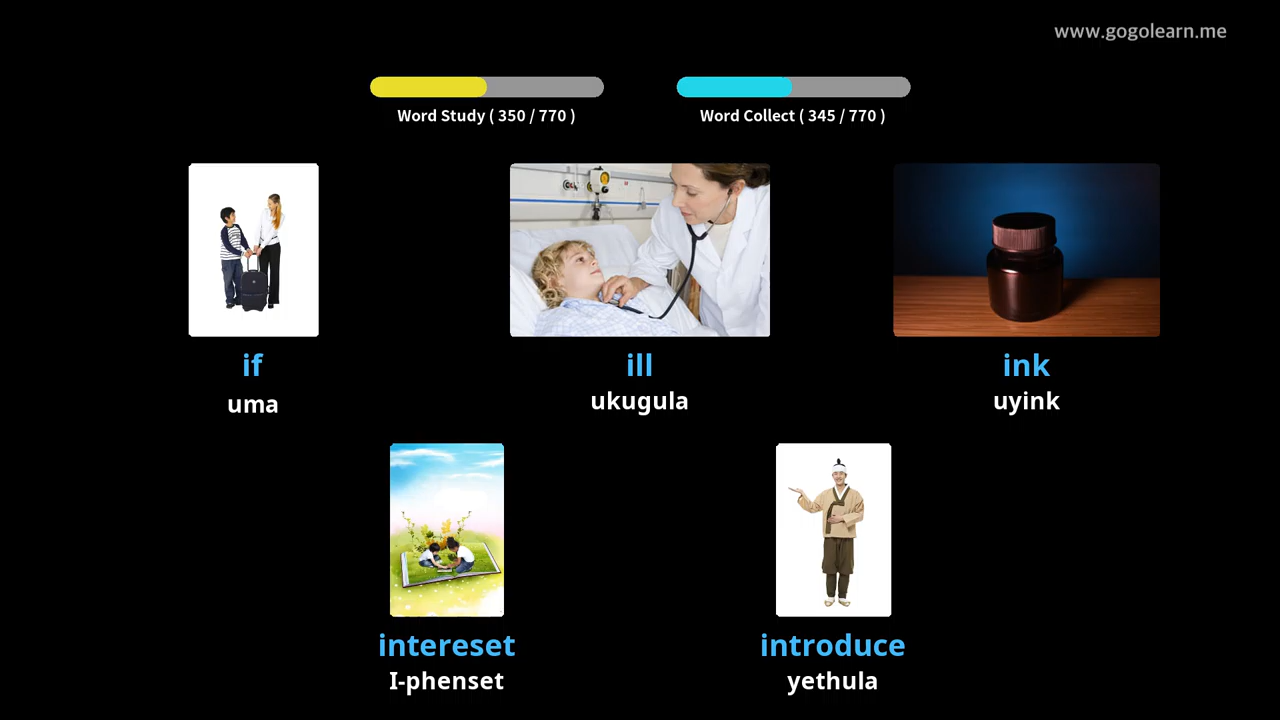 www.gogolearn.me
Word Study ( 350 / 770 )
Word Collect ( 345 / 770 )
if
uma
ill
ukugula
ink
uyink
intereset
I-phenset
introduce
yethula